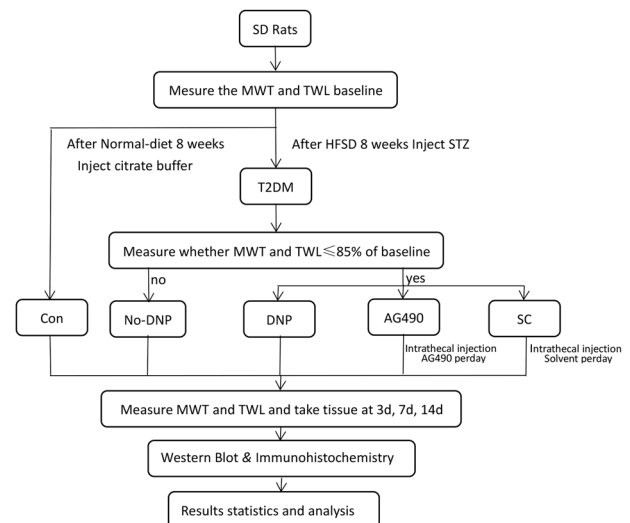 SD Rats
Mesure the MWT and TWL baseline
After Normal-diet 8 weeks
Inject citrate buffer
After HFSD 8 weeks Inject STZ
T2DM
Measure whether MWT and TWL≤85% of baseline
no
yes
Con
No-DNP
DNP
AG490
SC
Intrathecal injection
AG490 perday
Intrathecal injection
Solvent perday
Measure MWT and TWL and take tissue at 3d, 7d, 14d
Western Blot & Immunohistochemistry
Results statistics and analysis